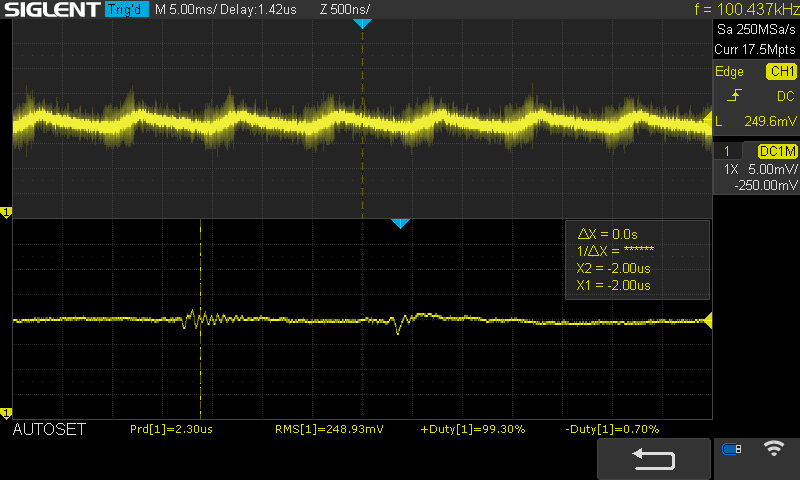 SIGLENT Trig'd M 5.00ms/ Delay:1.42us Z 500ns/ f = 100.437kHz
Sa 250MSa/s
Curr 17.5Mpts
Edge CH1
DC
L 249.6mV
1 DC1M
1X 5.00mV/
-250.00mV
1
ΔX = 0.0s
1/ΔX = ******
X2 = -2.00us
X1 = -2.00us
1
AUTOSET Prd[1]=2.30us RMS[1]=248.93mV +Duty[1]=99.30% -Duty[1]=0.70%